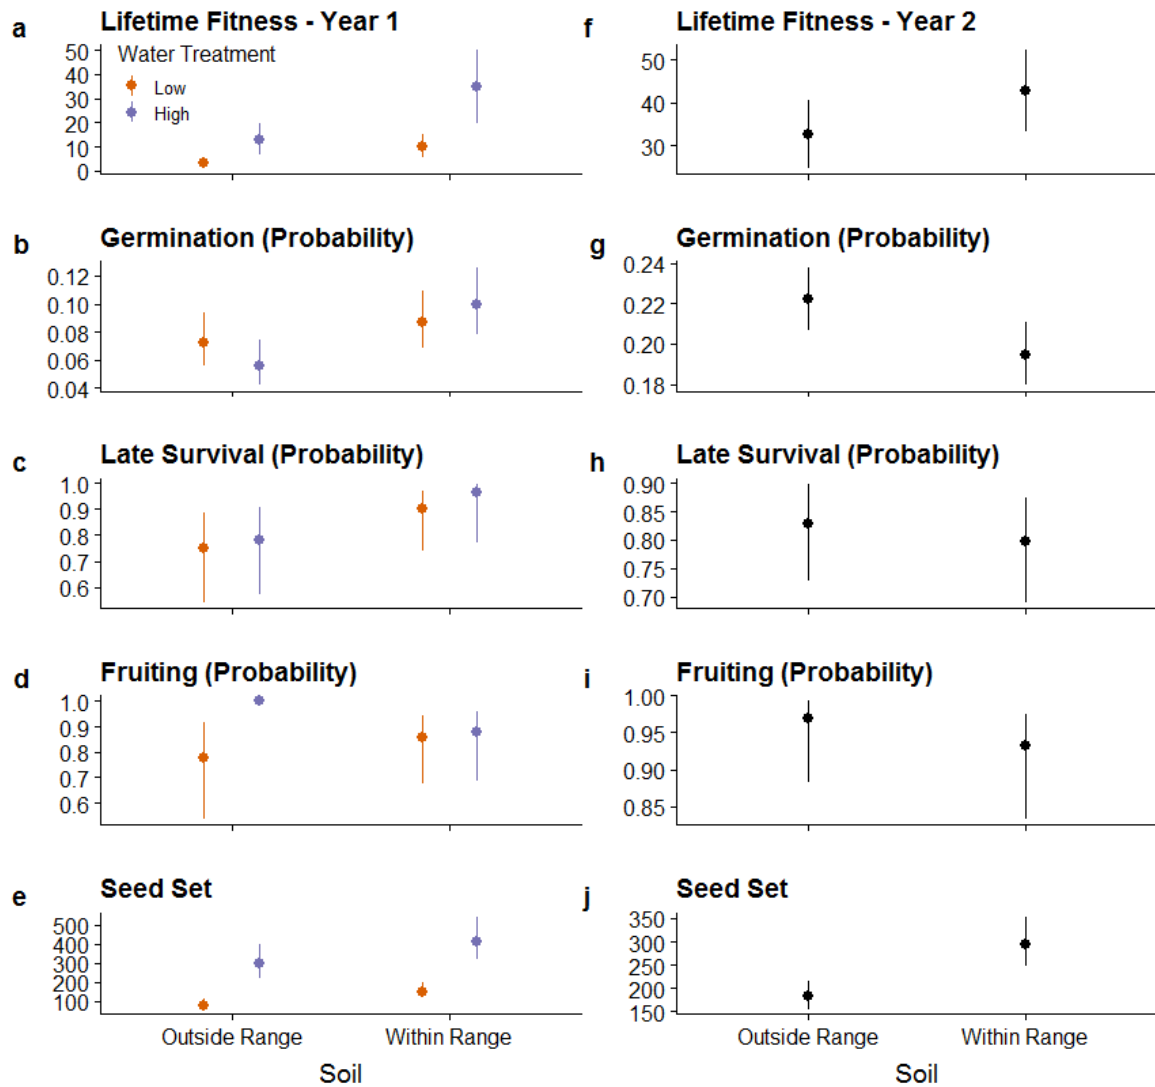 a
Lifetime Fitness - Year 1
Water Treatment
Low
High
50
40
30
20
10
0
b
Germination (Probability)
0.12
0.10
0.08
0.06
0.04
c
Late Survival (Probability)
1.0
0.9
0.8
0.7
0.6
d
Fruiting (Probability)
1.0
0.9
0.8
0.7
0.6
e
Seed Set
500
400
300
200
100
Outside Range Within Range
Soil
f
Lifetime Fitness - Year 2
50
40
30
g
Germination (Probability)
0.24
0.22
0.20
0.18
h
Late Survival (Probability)
0.90
0.85
0.80
0.75
0.70
i
Fruiting (Probability)
1.00
0.95
0.90
0.85
j
Seed Set
350
300
250
200
150
Outside Range Within Range
Soil